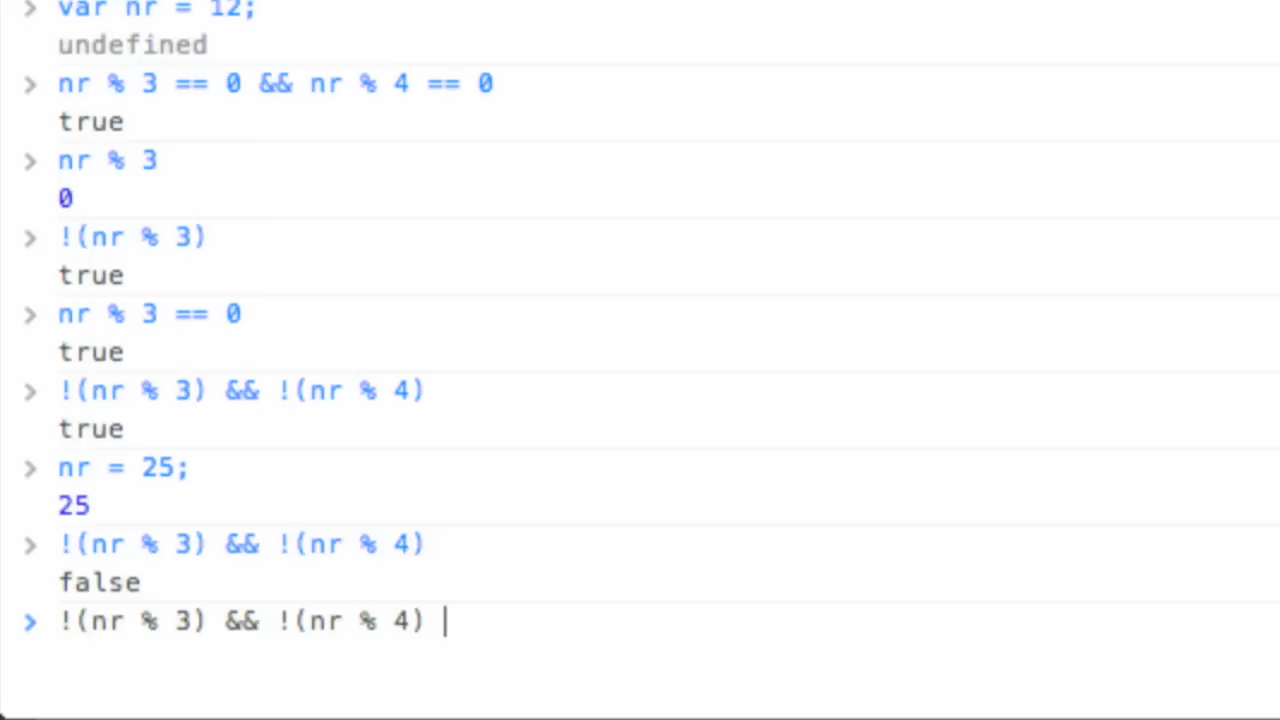 > var nr = 12;
undefined
> nr % 3 == 0 && nr % 4 == 0
true
> nr % 3
0
> !(nr % 3)
true
> nr % 3 == 0
true
> !(nr % 3) && !(nr % 4)
true
> nr = 25;
25
> !(nr % 3) && !(nr % 4)
false
> !(nr % 3) && !(nr % 4)